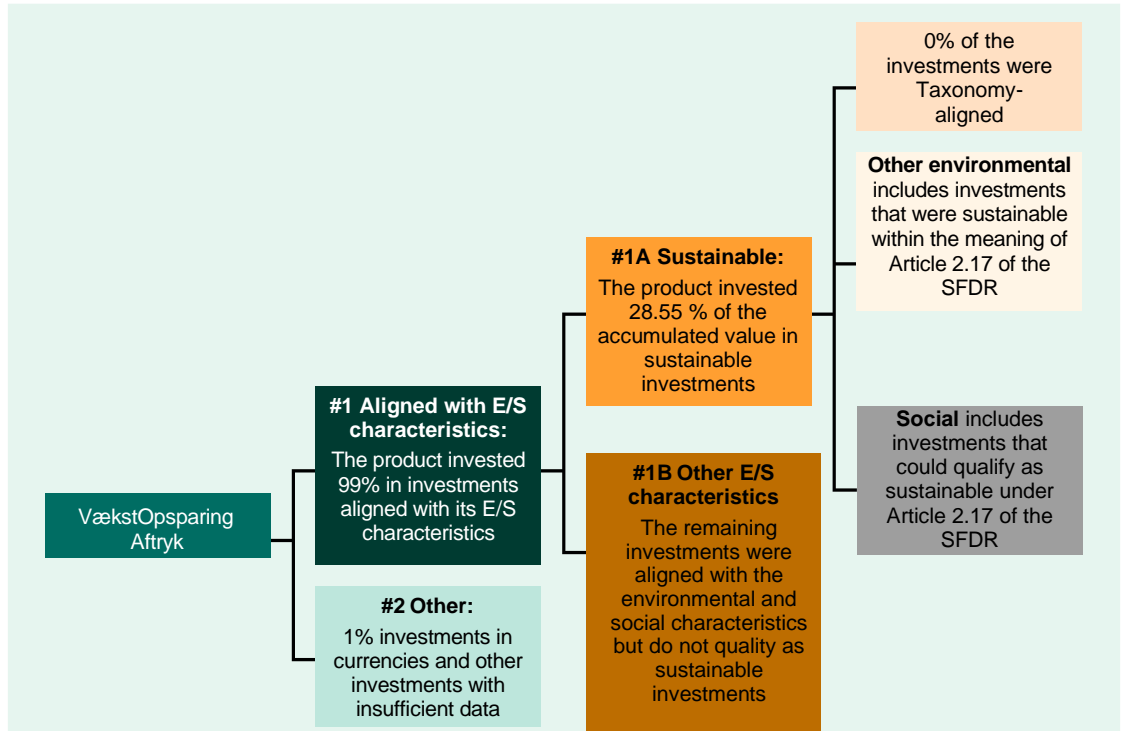 VækstOpsparing
Aftryk
#1 Aligned with E/S
characteristics:
The product invested
99% in investments
aligned with its E/S
characteristics
#2 Other:
1% investments in
currencies and other
investments with
insufficient data
#1A Sustainable:
The product invested
28.55 % of the
accumulated value in
sustainable
investments
#1B Other E/S
characteristics
The remaining
investments were
aligned with the
environmental and
social characteristics
but do not quality as
sustainable
investments
0% of the
investments were
Taxonomy-
aligned
Other environmental
includes investments
that were sustainable
within the meaning of
Article 2.17 of the
SFDR
Social includes
investments that
could qualify as
sustainable under
Article 2.17 of the
SFDR